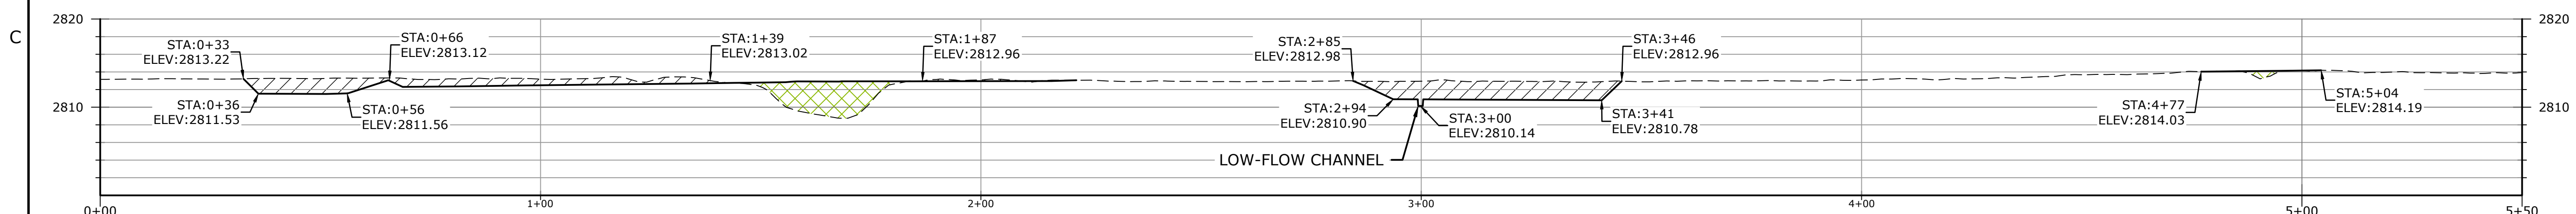 2820
2820
C
STA:0+33
ELEV:2813.22
STA:0+66
ELEV:2813.12
STA:1+39
ELEV:2813.02
STA:1+87
ELEV:2812.96
STA:2+85
ELEV:2812.98
STA:3+46
ELEV:2812.96
2810
2810
STA:0+36
ELEV:2811.53
STA:0+56
ELEV:2811.56
STA:2+94
ELEV:2810.90
STA:3+00
ELEV:2810.14
STA:3+41
ELEV:2810.78
STA:4+77
ELEV:2814.03
STA:5+04
ELEV:2814.19
LOW-FLOW CHANNEL
0+00
1+00
2+00
3+00
4+00
5+00
5+50